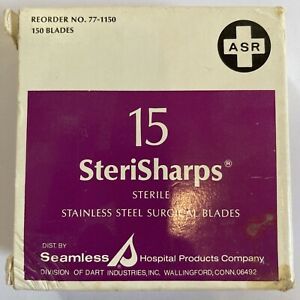 REORDER NO. 77-1150
150 BLADES
ASR
15
SteriSharps®
STERILE
STAINLESS STEEL SURGICAL BLADES
DIST. BY
Seamless Hospital Products Company
DIVISION OF DART INDUSTRIES, INC. WALLINGFORD, CONN. 06492